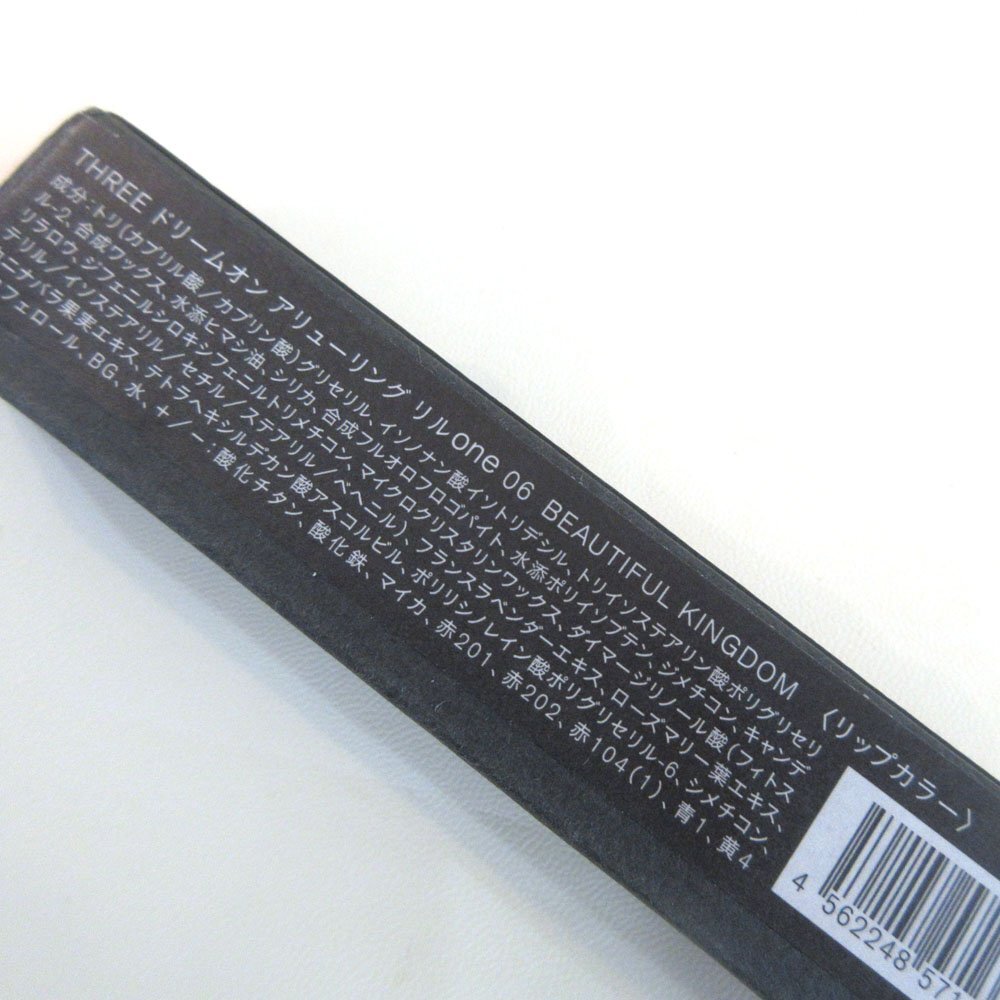 THREE ドリームオン アリューリング リルone 06 BEAUTIFUL KINGDOM 〈リップカラー〉
成分:トリ(カプリル酸/カプリン酸)グリセリル、イソノナン酸イソトリデシル、トリイソステアリン酸ポリグリセリ
ル-2、合成ワックス、水添ヒマシ油、シリカ、合成フルオロフロゴパイト、水添ポリイソブテン、ジメチコン、キャンデ
リラロウ、ジフェニルシロキシフェニルトリメチコン、マイクロクリスタリンワックス、ダイマージリノール酸(フィトス
テリル/イソステアリル/セチル/ステアリル/ベヘニル)、フランスラベンダーエキス、ローズマリー葉エキス、
カニナバラ果実エキス、テトラヘキシルデカン酸アスコルビル、ポリリシノレイン酸ポリグリセリル-6、シメチコン、
フェロール、BG、水、+/-:酸化チタン、酸化鉄、マイカ、赤201、赤202、赤104(1)、青1、黄4
4 562248 571